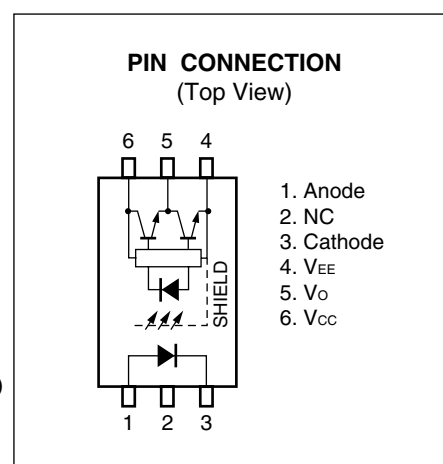 PIN CONNECTION
(Top View)
6 5 4
SHIELD
1 2 3
1. Anode
2. NC
3. Cathode
4. VEE
5. VO
6. VCC
)